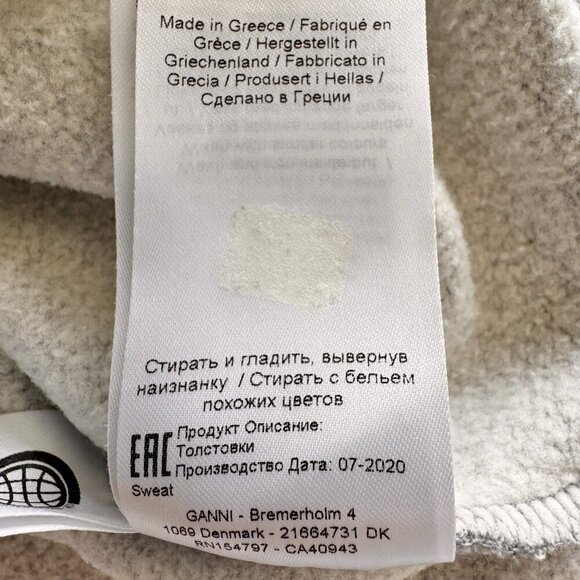 Made in Greece / Fabriqué en
Grèce / Hergestellt in
Griechenland / Fabbricato in
Grecia / Produsert i Hellas /
Сделано в Греции
Стирать и гладить, вывернув
наизнанку / Стирать с бельем
похожих цветов
EAC Продукт Описание:
Толстовки
Производство Дата: 07-2020
Sweat
GANNI - Bremerholm 4
1069 Denmark - 21664731 DK
RN154797 - CA40943